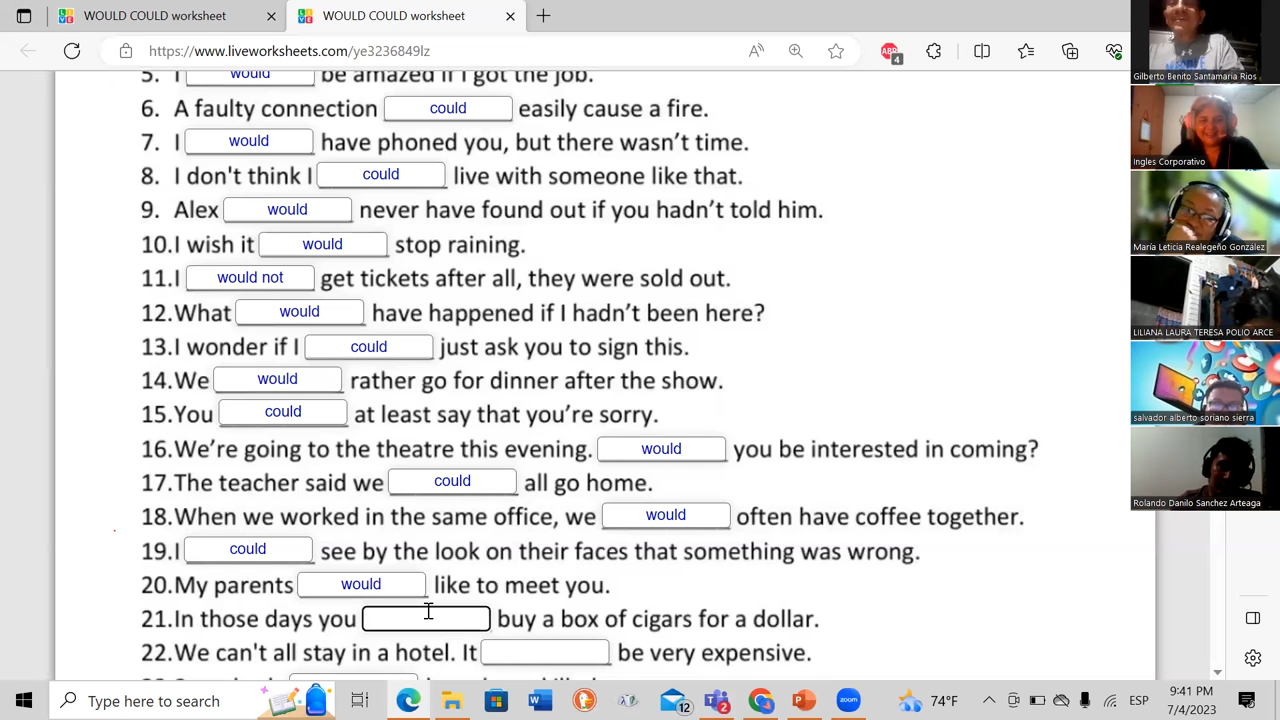 WOULD COULD worksheet
WOULD COULD worksheet
https://www.liveworksheets.com/ye3236849lz
4
Gilberto Benito Santamaria Rios
Ingles Corporativo
María Leticia Realegeño González
LILIANA LAURA TERESA POLIO ARCE
salvador alberto soriano sierra
Rolando Danilo Sanchez Arteaga
5. I would be amazed if I got the job.
6. A faulty connection could easily cause a fire.
7. I would have phoned you, but there wasn't time.
8. I don't think I could live with someone like that.
9. Alex would never have found out if you hadn't told him.
10. I wish it would stop raining.
11. I would not get tickets after all, they were sold out.
12. What would have happened if I hadn't been here?
13. I wonder if I could just ask you to sign this.
14. We would rather go for dinner after the show.
15. You could at least say that you're sorry.
16. We're going to the theatre this evening. would you be interested in coming?
17. The teacher said we could all go home.
18. When we worked in the same office, we would often have coffee together.
19. I could see by the look on their faces that something was wrong.
20. My parents would like to meet you.
21. In those days you buy a box of cigars for a dollar.
22. We can't all stay in a hotel. It be very expensive.
Type here to search
12
2
zoom
74°F
ESP
9:41 PM
7/4/2023